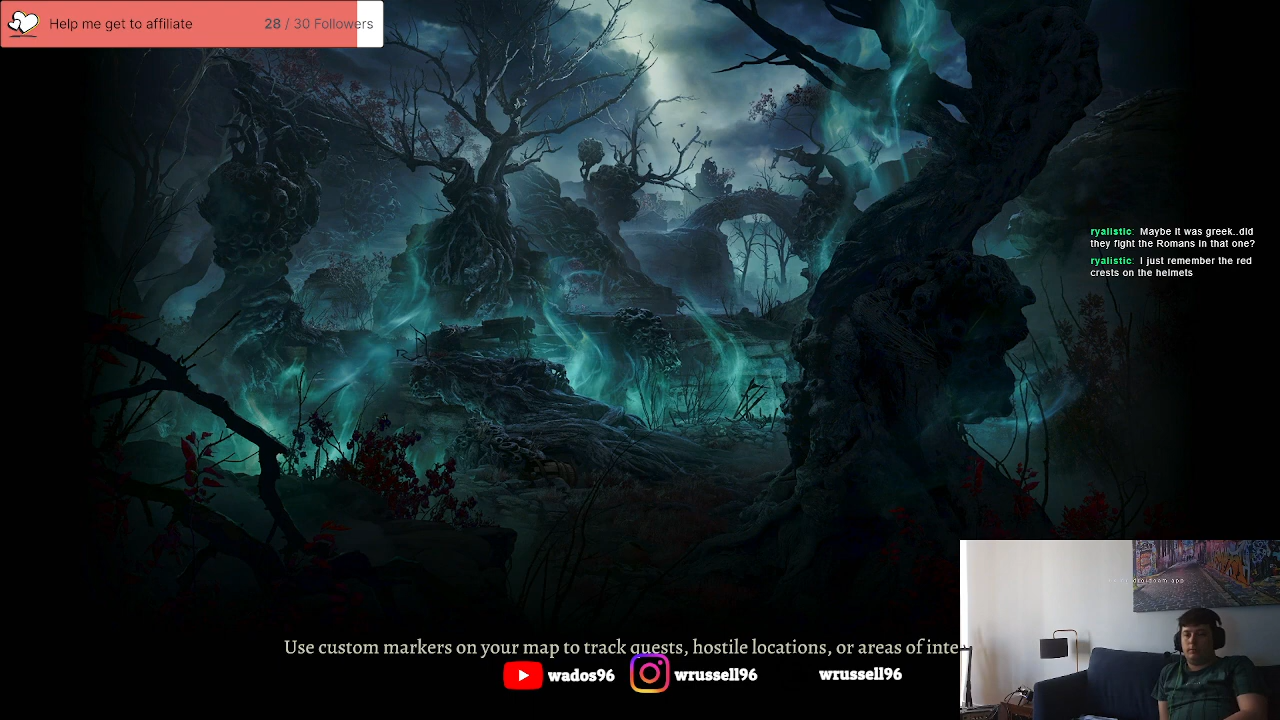 Help me get to affiliate
28 / 30 Followers
ryalistic: Maybe it was greek..did
they fight the Romans in that one?
ryalistic: I just remember the red
crests on the helmets
Use custom markers on your map to track quests, hostile locations, or areas of inte
wados96
wrussell96
wrussell96